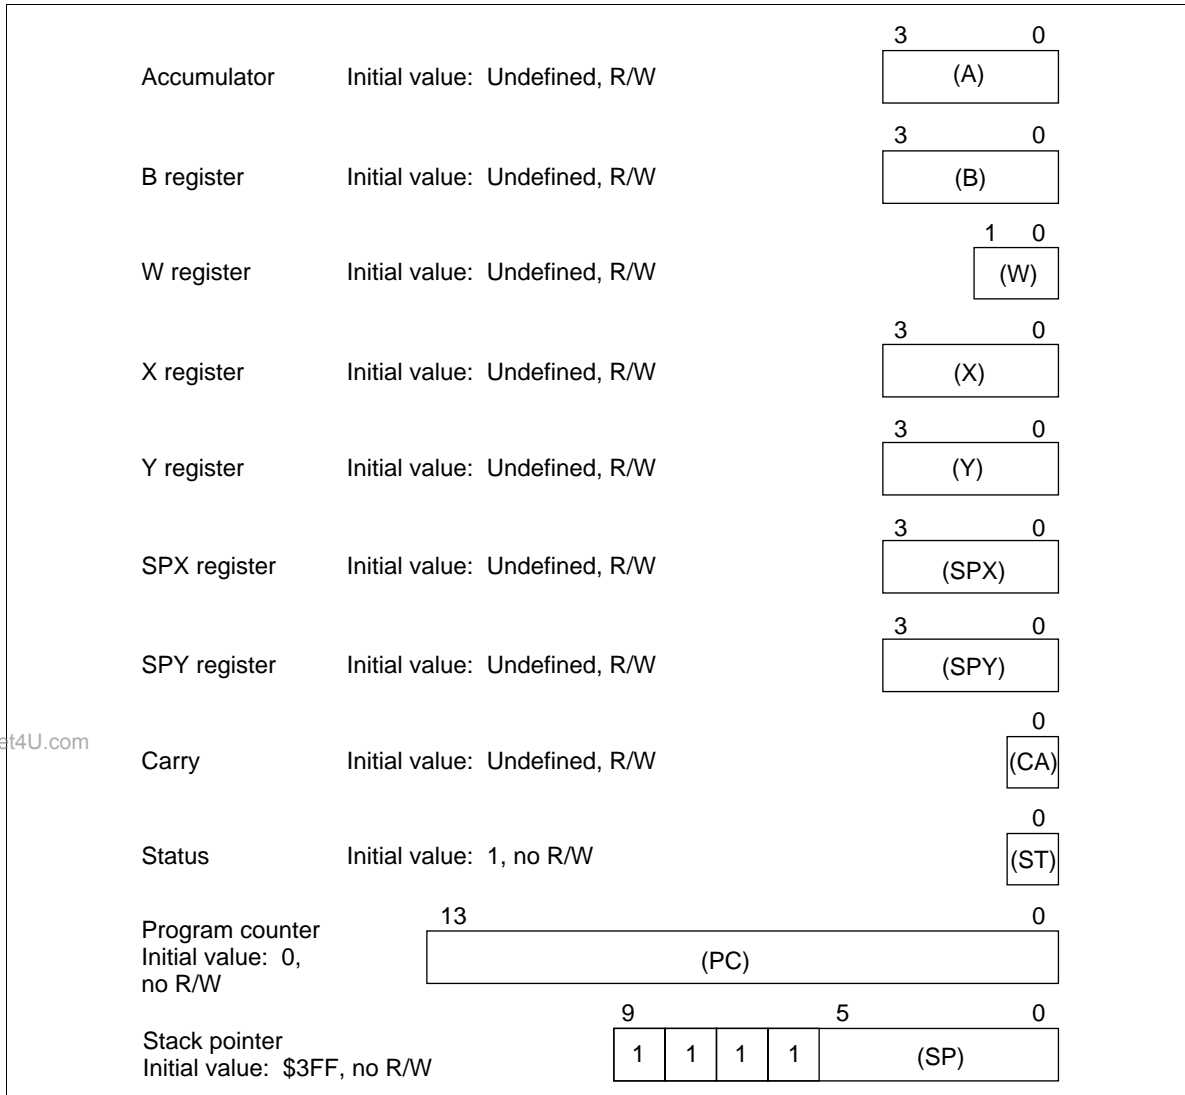 3 0
Accumulator Initial value: Undefined, R/W (A)
3 0
B register Initial value: Undefined, R/W (B)
1 0
W register Initial value: Undefined, R/W (W)
3 0
X register Initial value: Undefined, R/W (X)
3 0
Y register Initial value: Undefined, R/W (Y)
3 0
SPX register Initial value: Undefined, R/W (SPX)
3 0
SPY register Initial value: Undefined, R/W (SPY)
et4U.com
0
Carry Initial value: Undefined, R/W (CA)
0
Status Initial value: 1, no R/W (ST)
13 0
Program counter
Initial value: 0,
no R/W
(PC)
9 5 0
Stack pointer
Initial value: $3FF, no R/W
1 1 1 1 (SP)